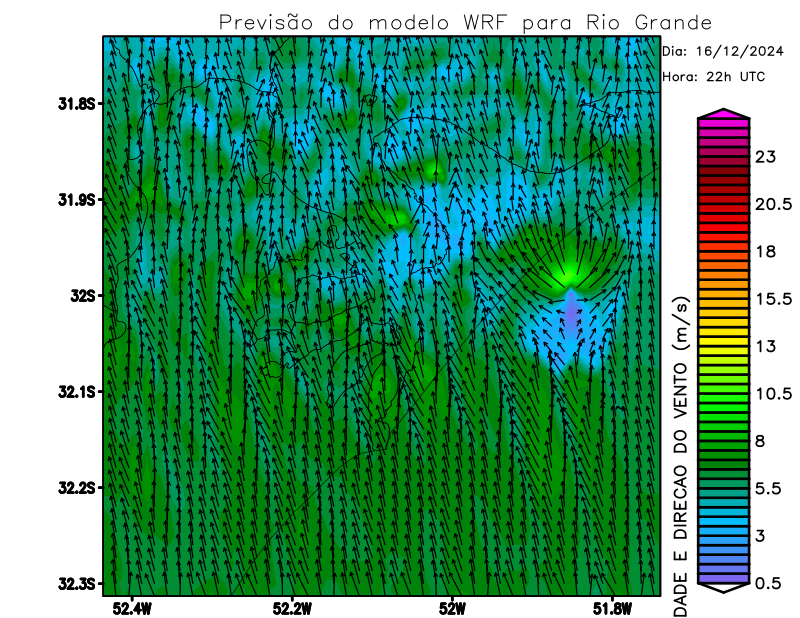 Previsão do modelo WRF para Rio Grande
Dia: 16/12/2024
Hora: 22h UTC
31.8S
31.9S
32S
32.1S
32.2S
32.3S
52.4W
52.2W
52W
51.8W
23
20.5
18
15.5
13
10.5
8
5.5
3
0.5
DADE E DIRECAO DO VENTO (m/s)